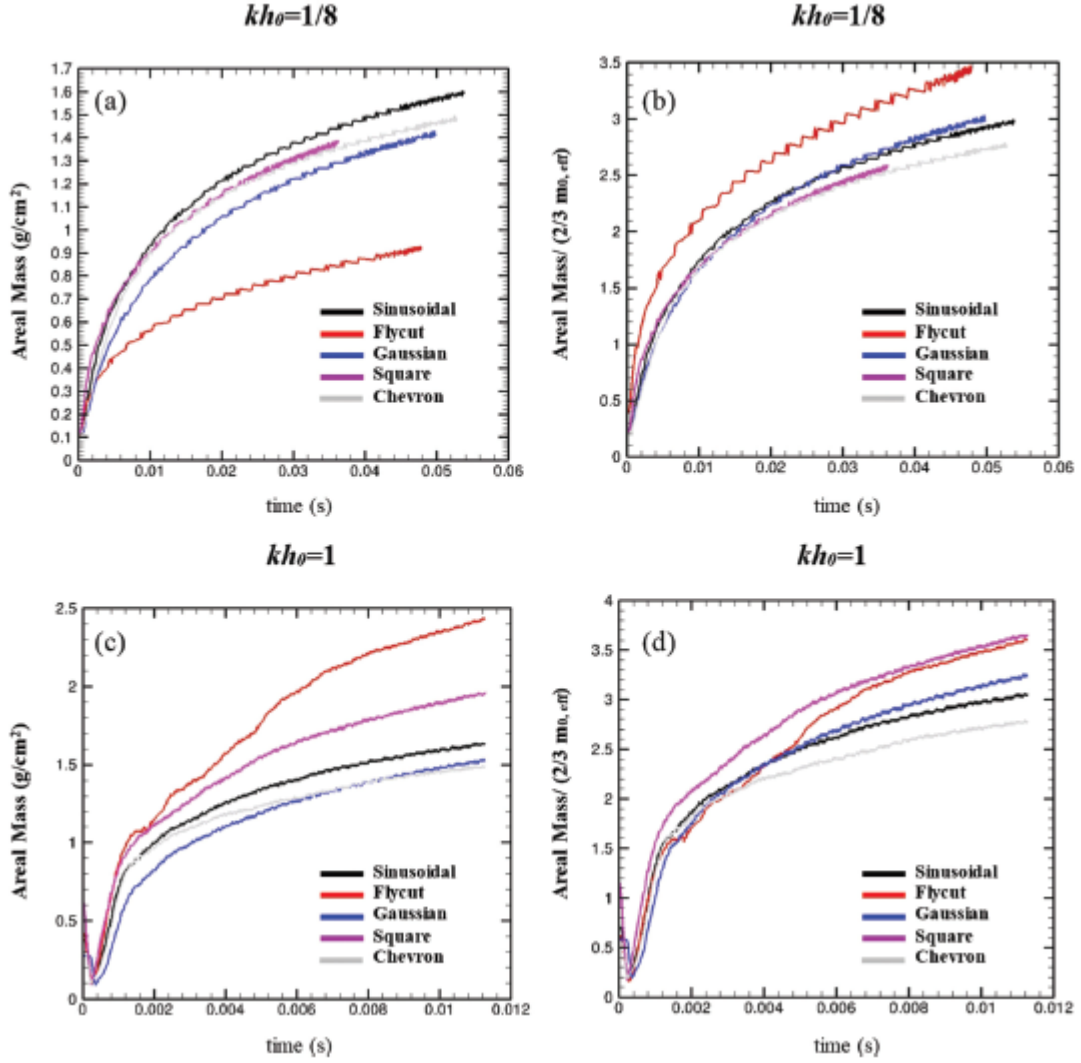 kh₀=1/8
(a)
1.7
1.6
1.5
1.4
1.3
1.2
1.1
1
0.9
0.8
0.7
0.6
0.5
0.4
0.3
0.2
0.1
0
Areal Mass (g/cm²)
Sinusoidal
Flycut
Gaussian
Square
Chevron
0 0.01 0.02 0.03 0.04 0.05 0.06
time (s)
kh₀=1/8
(b)
3.5
3
2.5
2
1.5
1
0.5
0
Areal Mass/ (2/3 m₀, eff)
Sinusoidal
Flycut
Gaussian
Square
Chevron
0 0.01 0.02 0.03 0.04 0.05 0.06
time (s)
kh₀=1
(c)
2.5
2
1.5
1
0.5
0
Areal Mass (g/cm²)
Sinusoidal
Flycut
Gaussian
Square
Chevron
0 0.002 0.004 0.006 0.008 0.01 0.012
time (s)
kh₀=1
(d)
4
3.5
3
2.5
2
1.5
1
0.5
0
Areal Mass/ (2/3 m₀, eff)
Sinusoidal
Flycut
Gaussian
Square
Chevron
0 0.002 0.004 0.006 0.008 0.01 0.012
time (s)